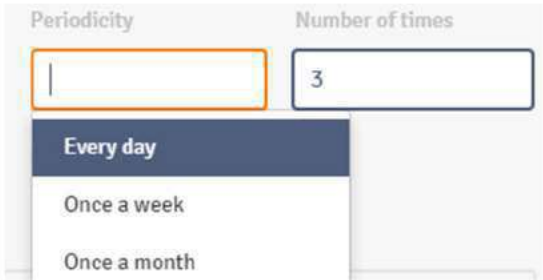 Periodicity
Number of times
3
Every day
Once a week
Once a month